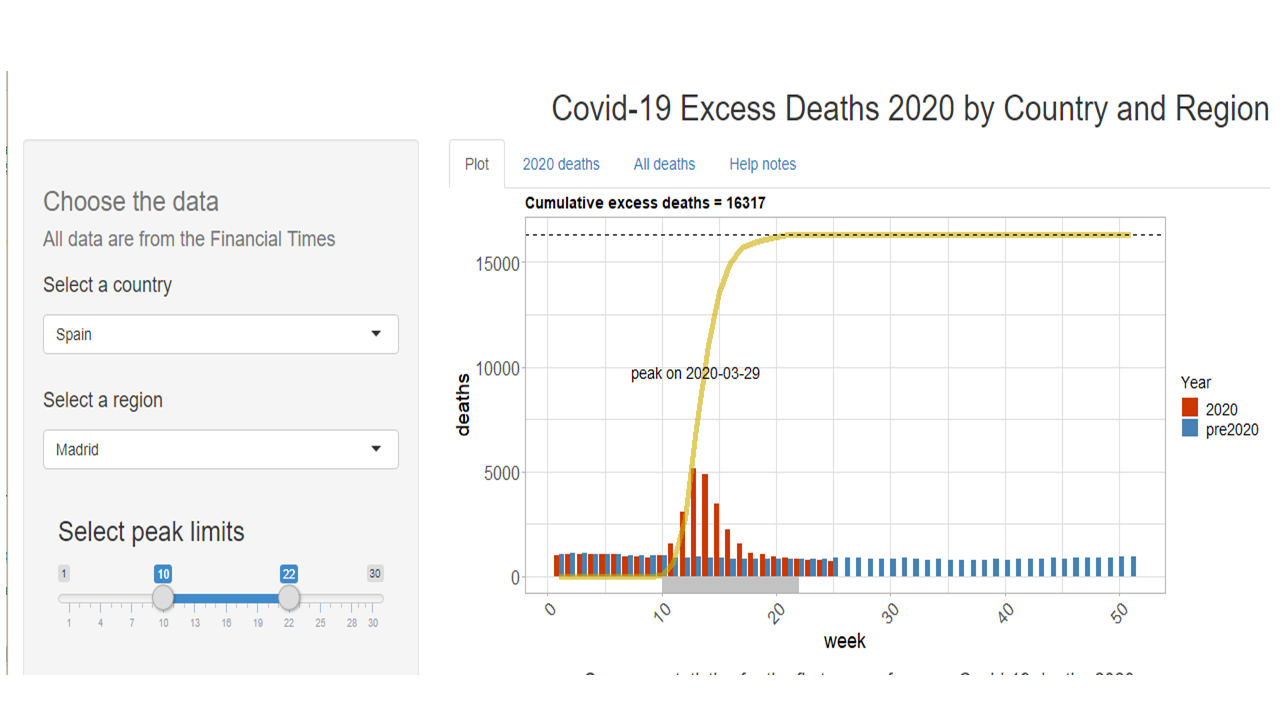 Covid-19 Excess Deaths 2020 by Country and Region
Choose the data
All data are from the Financial Times
Select a country
Spain
Select a region
Madrid
Select peak limits
1 10 22 30
1 4 7 10 13 16 19 22 25 28 30
Plot 2020 deaths All deaths Help notes
Cumulative excess deaths = 16317
15000
10000
5000
0
deaths
peak on 2020-03-29
0 10 20 30 40 50
week
Year
2020
pre2020